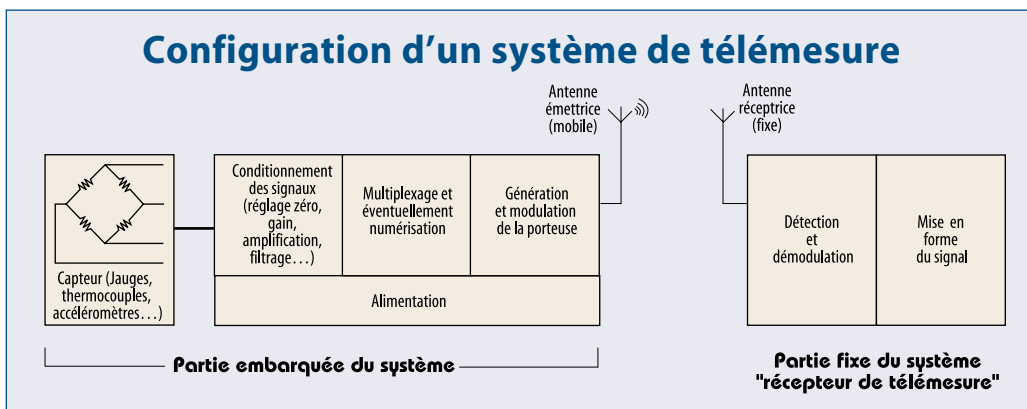 Configuration d’un système de télémesure
Antenne
émettrice
(mobile)
Antenne
réceptrice
(fixe)
Capteur (Jauges,
thermocouples,
accéléromètres…)
Conditionnement
des signaux
(réglage zéro,
gain,
amplification,
filtrage…)
Multiplexage et
éventuellement
numérisation
Génération
et modulation
de la porteuse
Alimentation
Détection
et
démodulation
Mise en
forme
du signal
Partie embarquée du système
Partie fixe du système
"récepteur de télémesure"